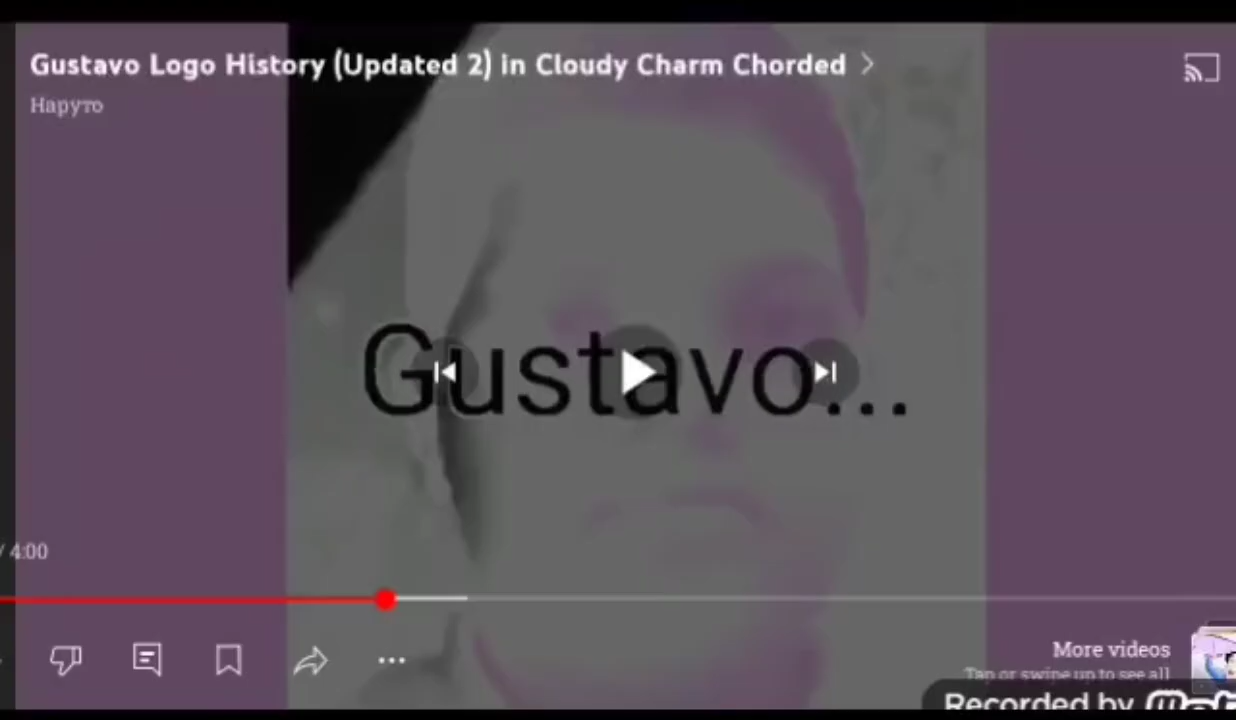 Gustavo Logo History (Updated 2) in Cloudy Charm Chorded
Наруто
Gustavo...
/ 4:00
More videos
Tap or swipe up to see all
Recorded by